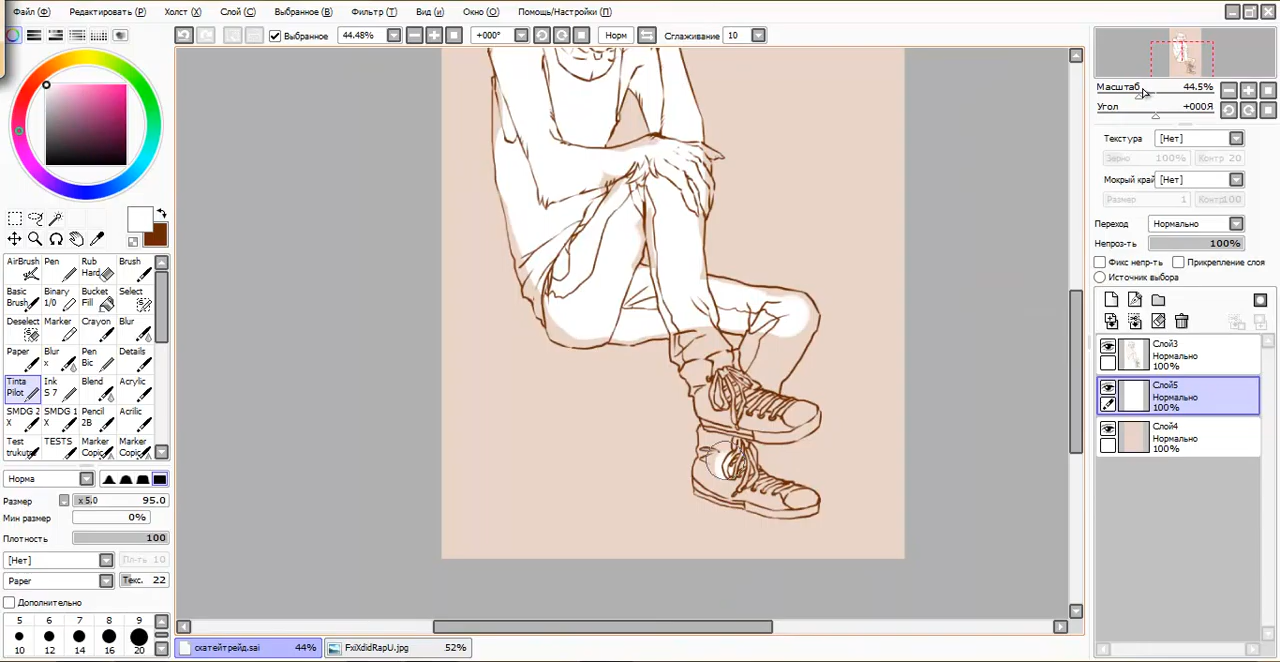 Файл (Ф) Редактировать (Р) Холст (Х) Слой (С) Выбранное (В) Фильтр (Т) Вид (И) Окно (О) Помощь/Настройки (П)
Выбранное 44.48% +000° Норм Сглаживание 10
Масштаб 44.5%
Угол +000Я
Текстура [Нет]
Зерно 100% Контр 20
Мокрый край [Нет]
Размер 1 Контр100
Переход Нормально
Непроз-ть 100%
Фикс непр-ть Прикрепление слоя
Источник выбора
Слой3
Нормально
100%
Слой5
Нормально
100%
Слой4
Нормально
100%
AirBrush Pen Rub Hard Brush
Basic Brush Binary 1/0 Bucket Fill Select
Deselect Marker Crayon Blur
Paper Blur x Pen Bic Details
Tinta Pilot Ink S 7 Blend Acrylic
SMDG 2 X SMDG 1 X Pencil 2B Acrilic
Test trukut TESTS Marker Copic Marker Copic
Норма
Размер x 5.0 95.0
Мин размер 0%
Плотность 100
[Нет] Пл-ть 10
Paper Текс. 22
Дополнительно
5 6 7 8 9
10 12 14 16 20
скатейтрейд.sai 44% FxiXdidRapU.jpg 52%